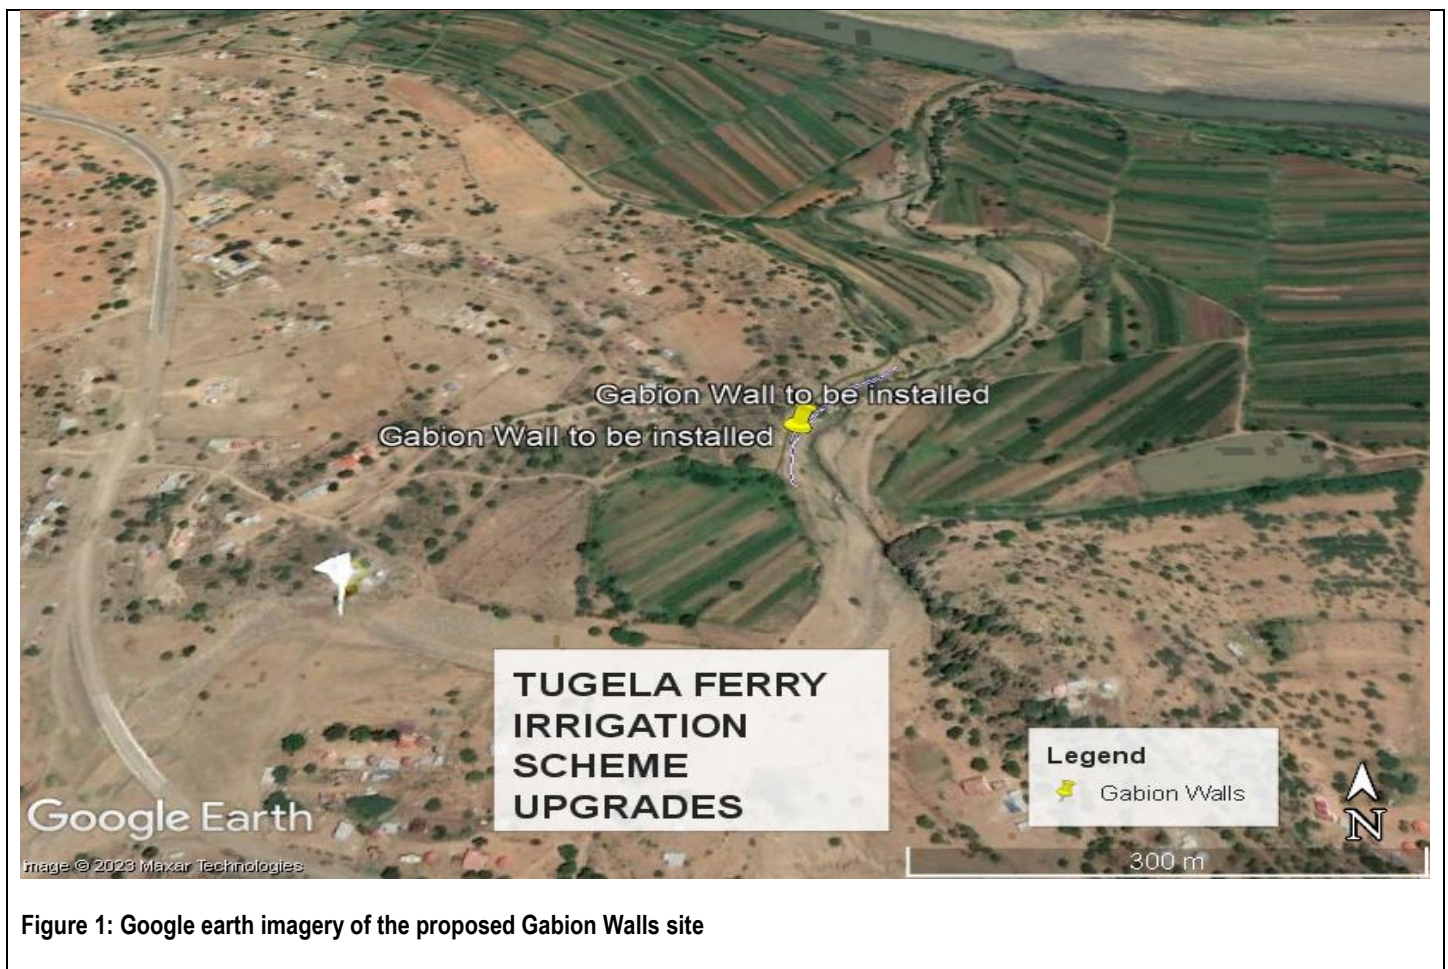 Gabion Wall to be installed
Gabion Wall to be installed
TUGELA FERRY
IRRIGATION
SCHEME
UPGRADES
Legend
Gabion Walls
N
300 m
Google Earth
Image © 2023 Maxar Technologies
Figure 1: Google earth imagery of the proposed Gabion Walls site